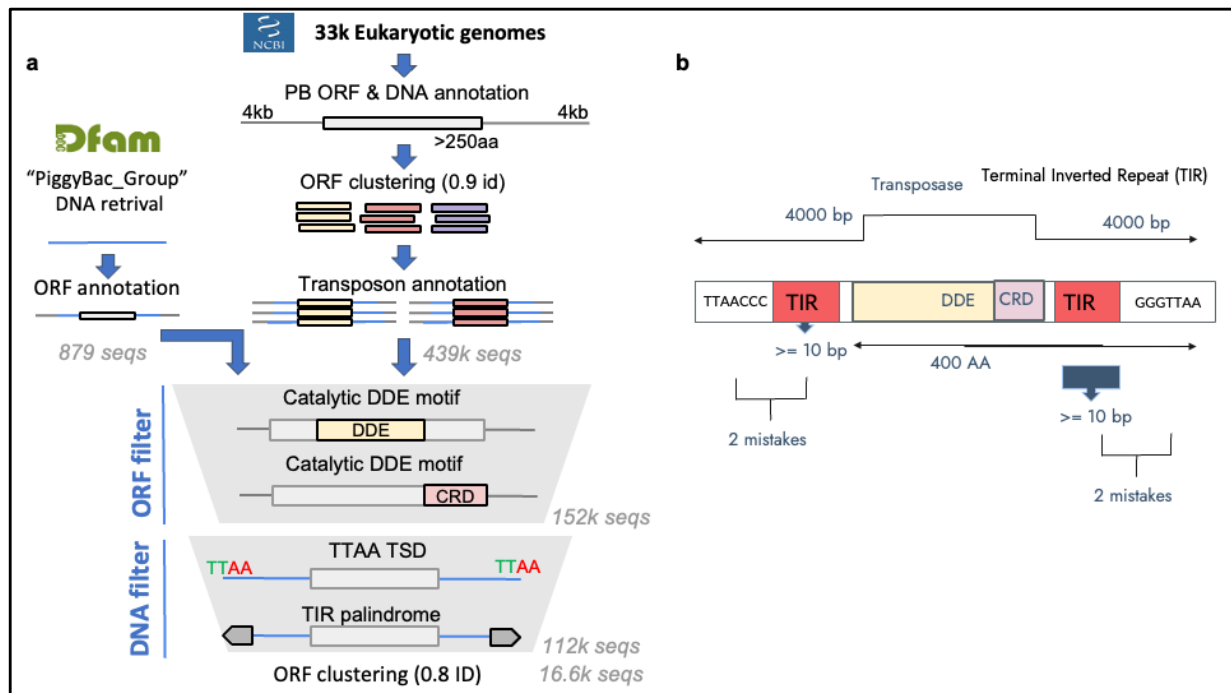 NCBI
33k Eukaryotic genomes
a
PB ORF & DNA annotation
4kb
4kb
>250aa
Dfam
"PiggyBac_Group"
DNA retrival
ORF clustering (0.9 id)
ORF annotation
879 seqs
Transposon annotation
439k seqs
ORF filter
Catalytic DDE motif
DDE
Catalytic DDE motif
CRD
152k seqs
DNA filter
TTAA TSD
TTAA
TTAA
TIR palindrome
112k seqs
ORF clustering (0.8 ID)
16.6k seqs
b
Transposase
Terminal Inverted Repeat (TIR)
4000 bp
4000 bp
TTAACCC
TIR
DDE
CRD
TIR
GGGTTAA
>= 10 bp
400 AA
>= 10 bp
2 mistakes
2 mistakes